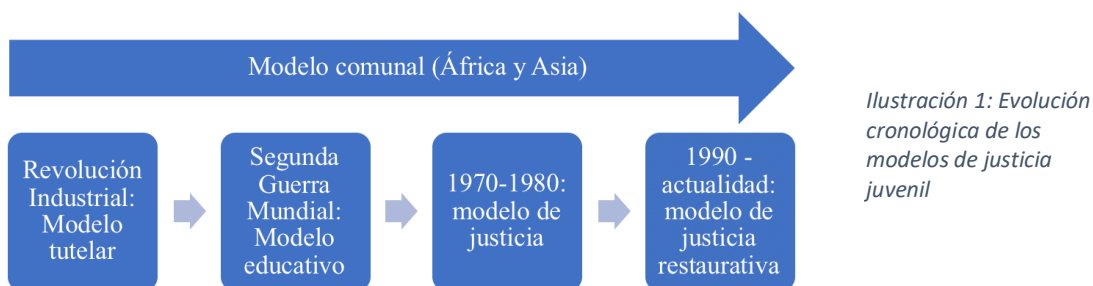 Modelo comunal (África y Asia)
Revolución
Industrial:
Modelo
tutelar
Segunda
Guerra
Mundial:
Modelo
educativo
1970-1980:
modelo de
justicia
1990 -
actualidad:
modelo de
justicia
restaurativa
Ilustración 1: Evolución
cronológica de los
modelos de justicia
juvenil